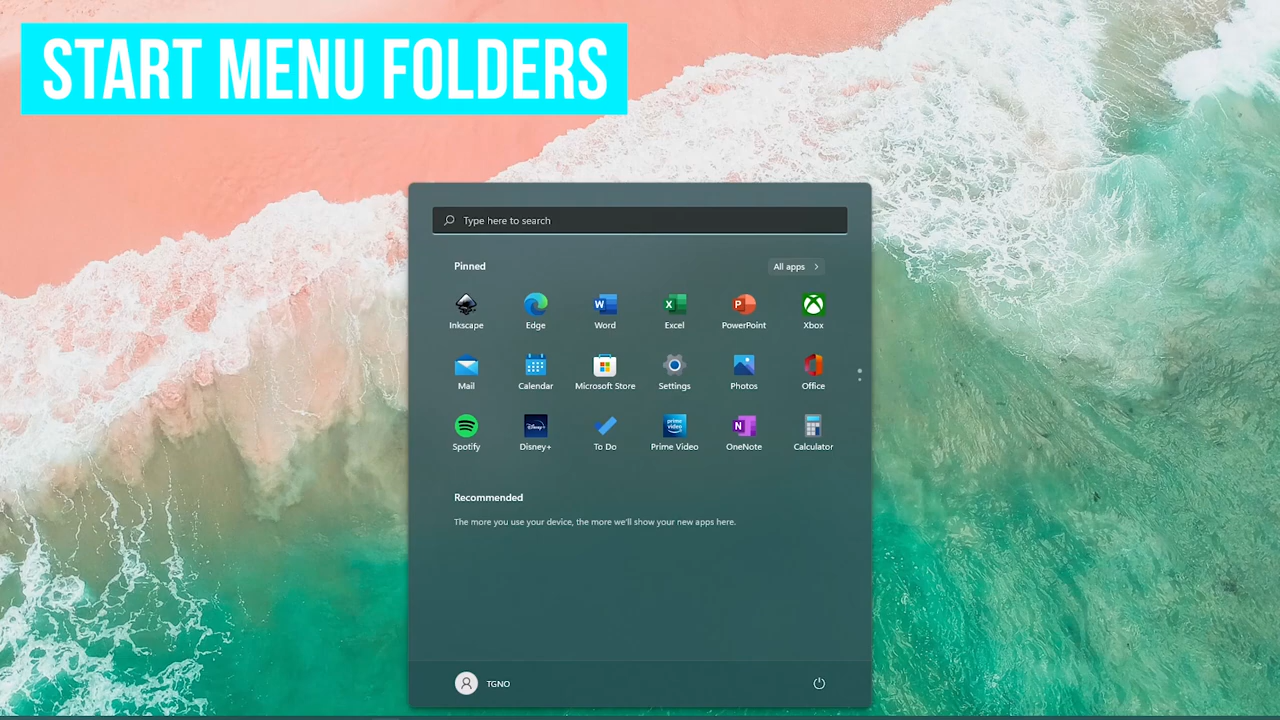 START MENU FOLDERS
Type here to search
Pinned
All apps
Inkscape
Edge
Word
Excel
PowerPoint
Xbox
Mail
Calendar
Microsoft Store
Settings
Photos
Office
Spotify
Disney+
prime video
To Do
Prime Video
OneNote
Calculator
Recommended
The more you use your device, the more we'll show your new apps here.
TGNO